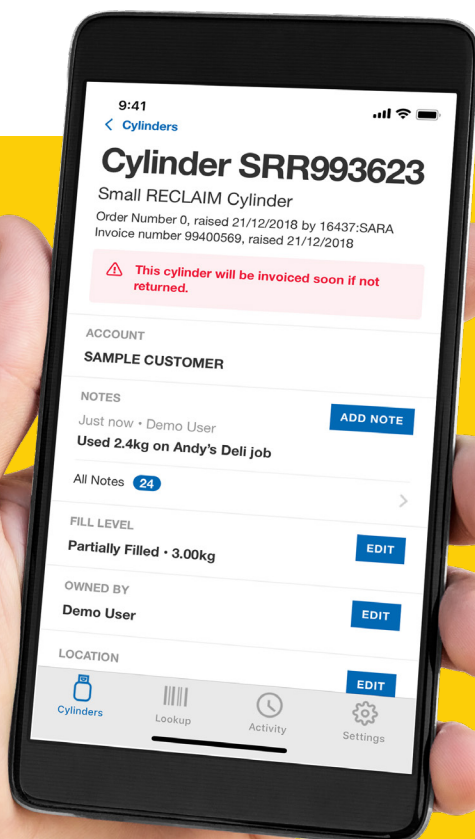 9:41
Cylinders
Cylinder SRR993623
Small RECLAIM Cylinder
Order Number 0, raised 21/12/2018 by 16437:SARA
Invoice number 99400569, raised 21/12/2018
This cylinder will be invoiced soon if not
returned.
ACCOUNT
SAMPLE CUSTOMER
NOTES
ADD NOTE
Just now • Demo User
Used 2.4kg on Andy's Deli job
All Notes 24
FILL LEVEL
Partially Filled • 3.00kg
EDIT
OWNED BY
Demo User
EDIT
LOCATION
EDIT
Cylinders
Lookup
Activity
Settings